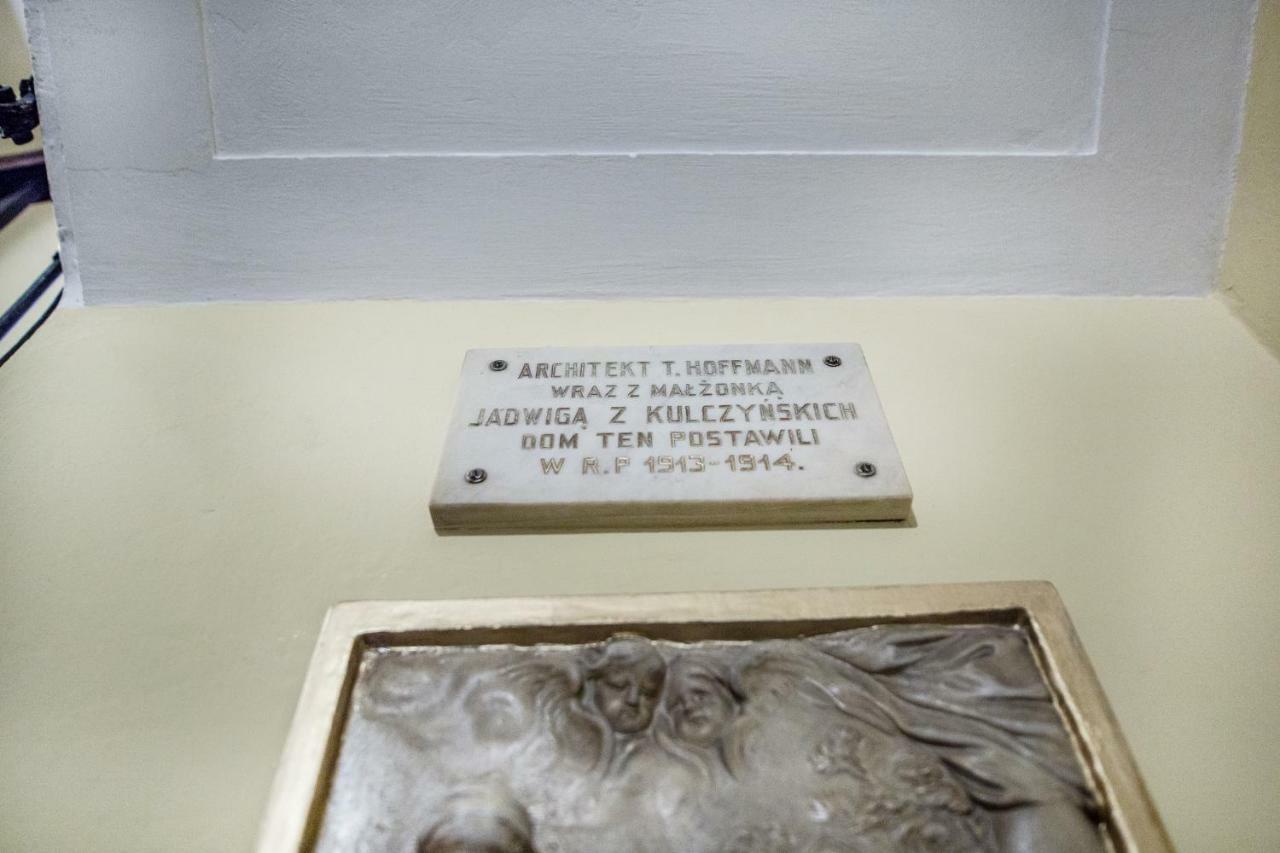 ARCHITEKT T. HOFFMANN
WRAZ Z MAŁŻONKĄ
JADWIGĄ Z KULCZYŃSKICH
DOM TEN POSTAWILI
W R.P 1913-1914.